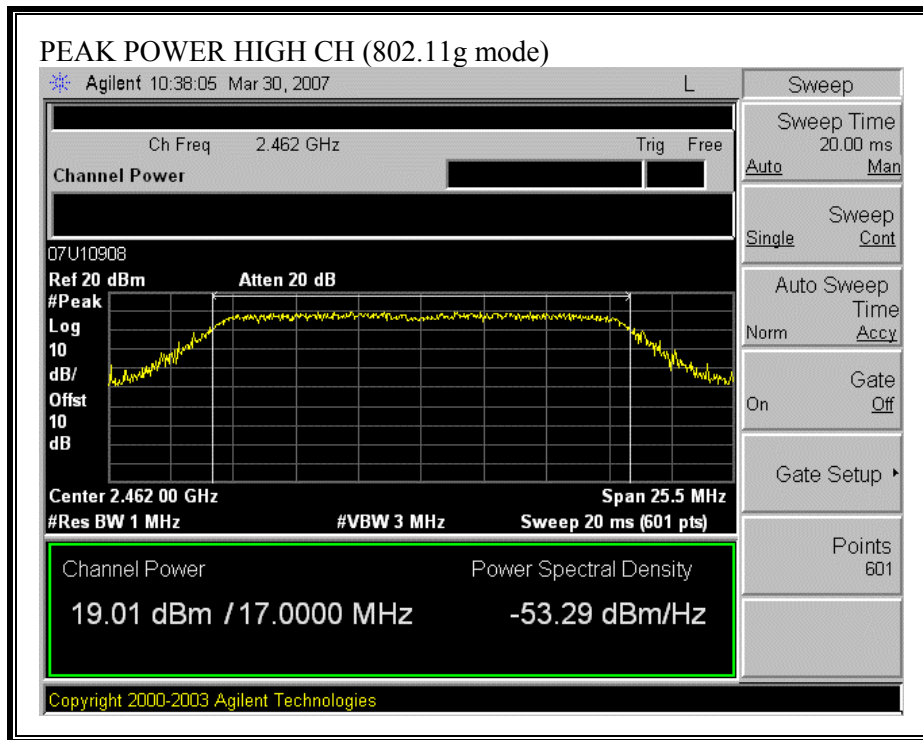 PEAK POWER HIGH CH (802.11g mode)
Agilent 10:38:05 Mar 30, 2007 L
Sweep
Ch Freq 2.462 GHz Trig Free
Channel Power
07U10908
Ref 20 dBm Atten 20 dB
#Peak
Log
10
dB/
Offst
10
dB
Center 2.462 00 GHz Span 25.5 MHz
#Res BW 1 MHz #VBW 3 MHz Sweep 20 ms (601 pts)
Channel Power Power Spectral Density
19.01 dBm / 17.0000 MHz -53.29 dBm/Hz
Copyright 2000-2003 Agilent Technologies
Sweep Time
20.00 ms
Auto Man
Sweep
Single Cont
Auto Sweep
Time
Norm Accy
Gate
On Off
Gate Setup
Points
601